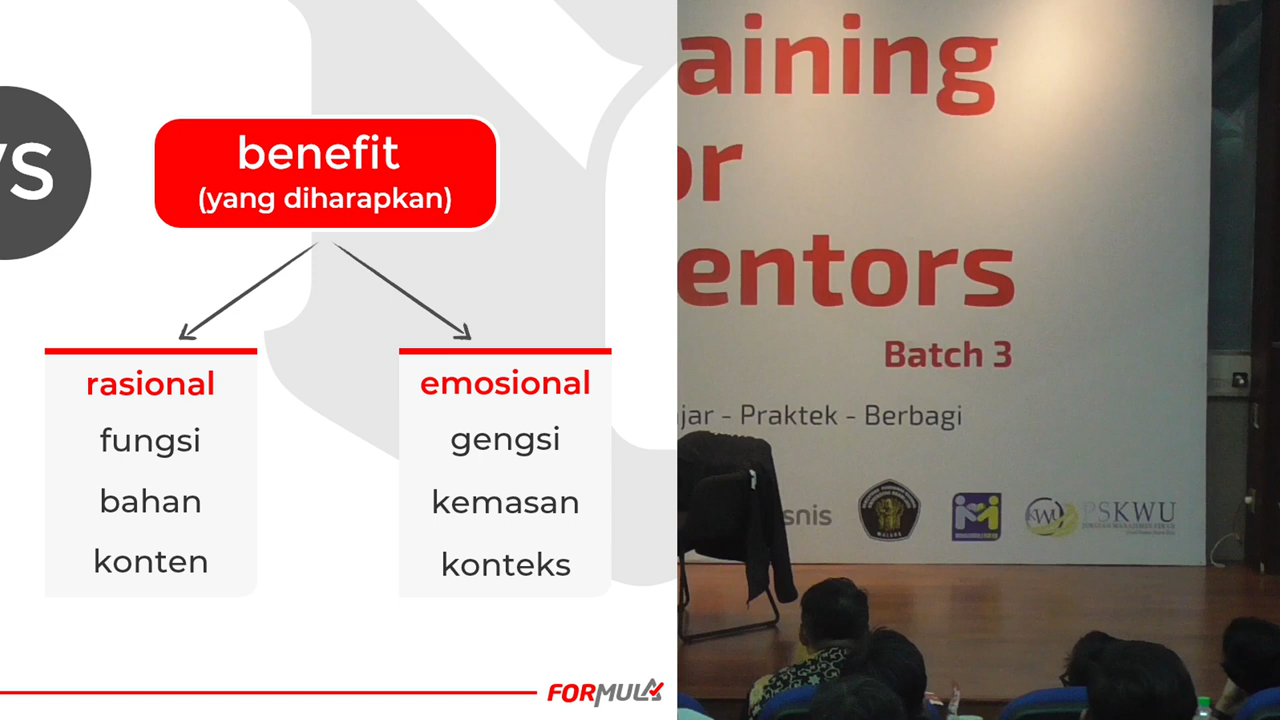 VS
benefit
(yang diharapkan)
rasional
fungsi
bahan
konten
emosional
gengsi
kemasan
konteks
FORMULA
aining
or
entors
Batch 3
jar - Praktek - Berbagi
snis
MALANG
PSKWU